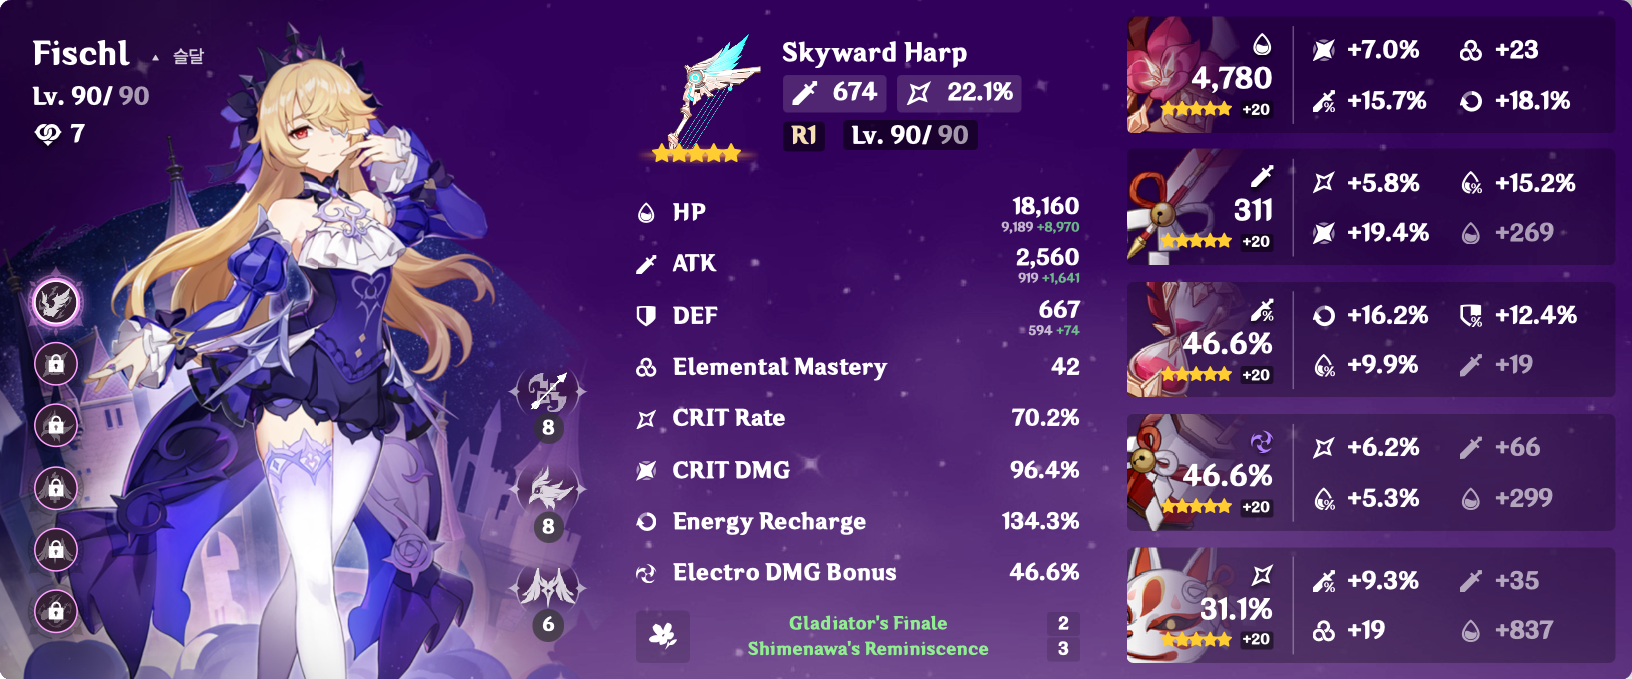 Fischl ▲ 슬달
Lv. 90/ 90
7
8
8
6
Skyward Harp
674 22.1%
R1 Lv. 90/ 90
HP 18,160
9,189 +8,970
ATK 2,560
919 +1,641
DEF 667
594 +74
Elemental Mastery 42
CRIT Rate 70.2%
CRIT DMG 96.4%
Energy Recharge 134.3%
Electro DMG Bonus 46.6%
Gladiator's Finale 2
Shimenawa's Reminiscence 3
4,780
+20
+7.0% +23
+15.7% +18.1%
311
+20
+5.8% +15.2%
+19.4% +269
46.6%
+20
+16.2% +12.4%
+9.9% +19
46.6%
+20
+6.2% +66
+5.3% +299
31.1%
+20
+9.3% +35
+19 +837